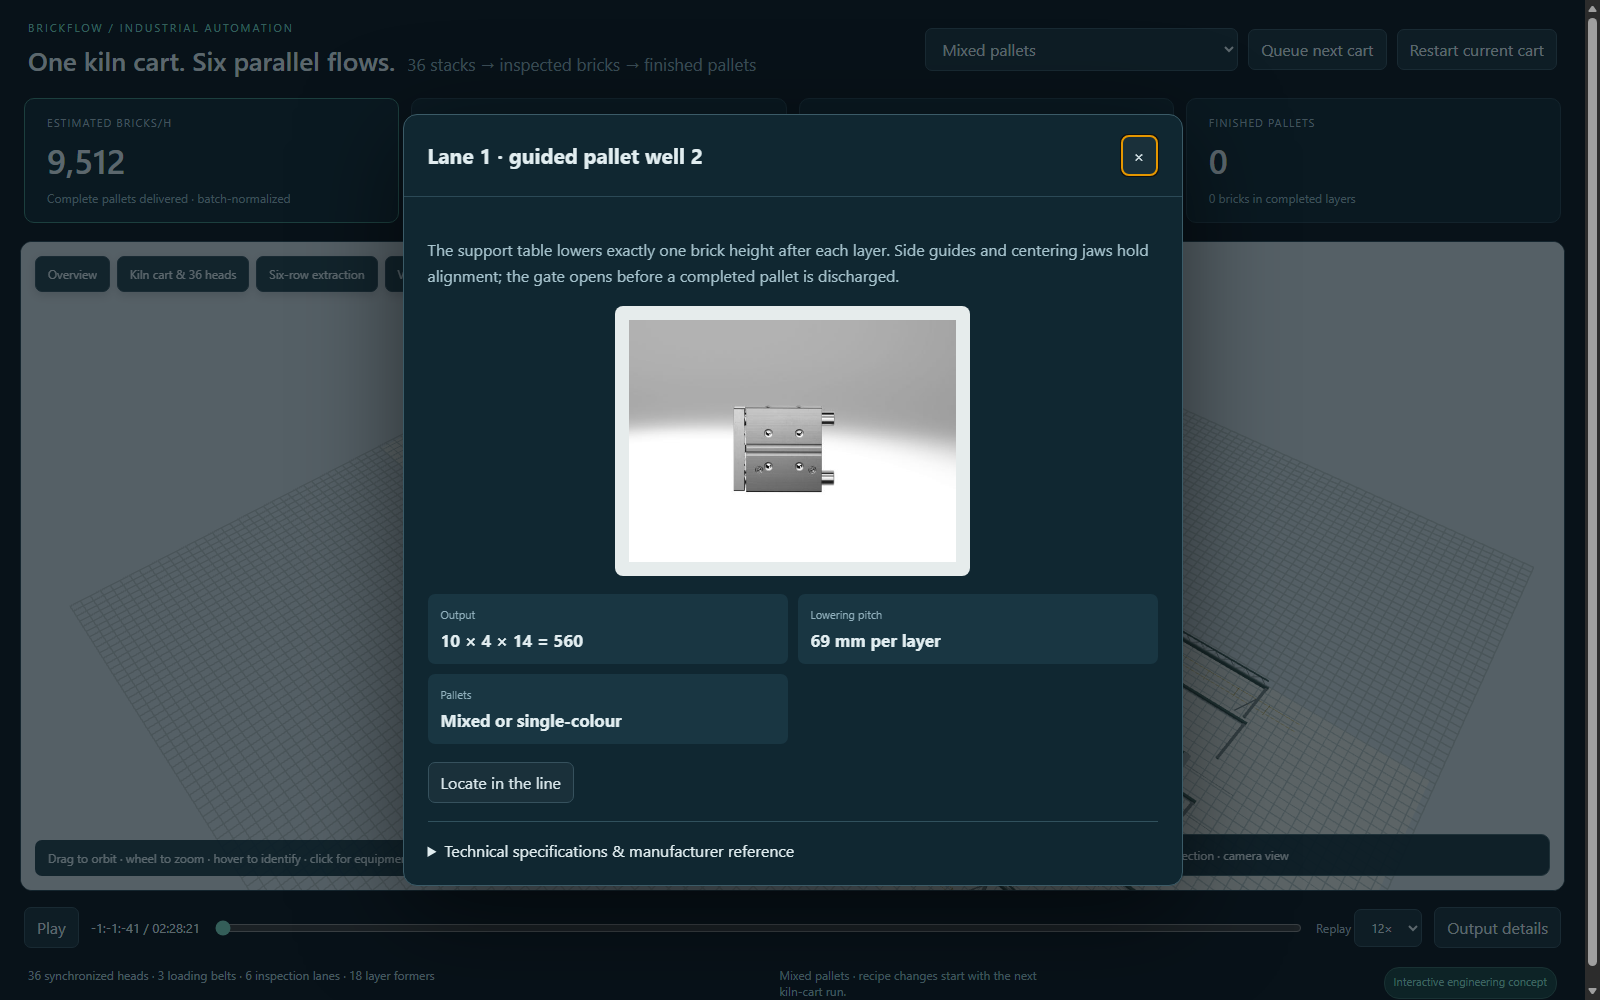 BRICKFLOW / INDUSTRIAL AUTOMATION
One kiln cart. Six parallel flows. 36 stacks → inspected bricks → finished pallets
Mixed pallets
Queue next cart
Restart current cart
ESTIMATED BRICKS/H
9,512
Complete pallets delivered · batch-normalized
FINISHED PALLETS
0
0 bricks in completed layers
Overview
Kiln cart & 36 heads
Six-row extraction
Lane 1 · guided pallet well 2
×
The support table lowers exactly one brick height after each layer. Side guides and centering jaws hold
alignment; the gate opens before a completed pallet is discharged.
Output
10 × 4 × 14 = 560
Lowering pitch
69 mm per layer
Pallets
Mixed or single-colour
Locate in the line
Technical specifications & manufacturer reference
Drag to orbit · wheel to zoom · hover to identify · click for
· camera view
Play
-1:-1:-41 / 02:28:21
Replay
12×
Output details
36 synchronized heads · 3 loading belts · 6 inspection lanes · 18 layer formers
Mixed pallets · recipe changes start with the next
kiln-cart run.
Interactive engineering concept